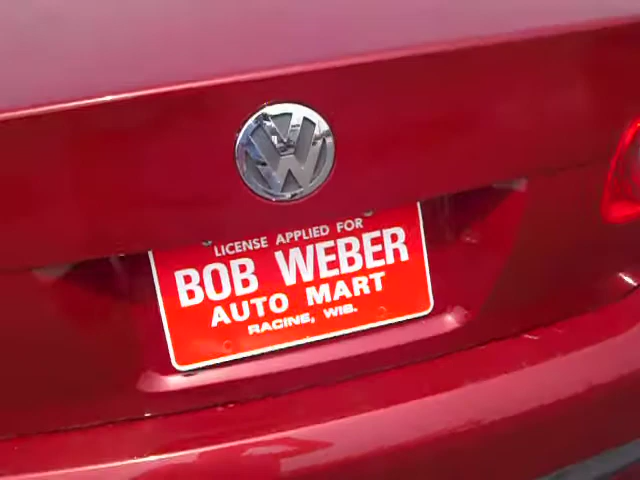 LICENSE APPLIED FOR
BOB WEBER
AUTO MART
RACINE, WIS.